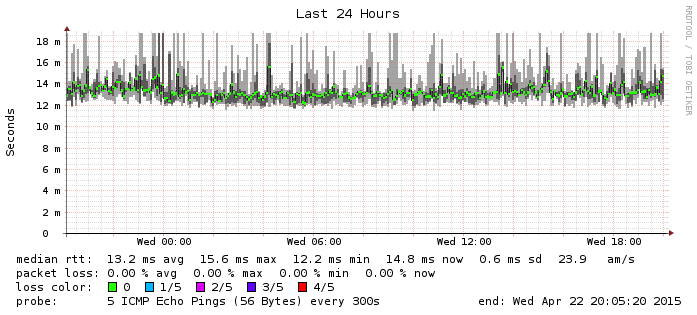 Last 24 Hours
RRDTOOL / TOBI OETIKER
Seconds
18 m
16 m
14 m
12 m
10 m
8 m
6 m
4 m
2 m
0
Wed 00:00 Wed 06:00 Wed 12:00 Wed 18:00
median rtt: 13.2 ms avg 15.6 ms max 12.2 ms min 14.8 ms now 0.6 ms sd 23.9 am/s
packet loss: 0.00 % avg 0.00 % max 0.00 % min 0.00 % now
loss color: 0 1/5 2/5 3/5 4/5
probe: 5 ICMP Echo Pings (56 Bytes) every 300s end: Wed Apr 22 20:05:20 2015